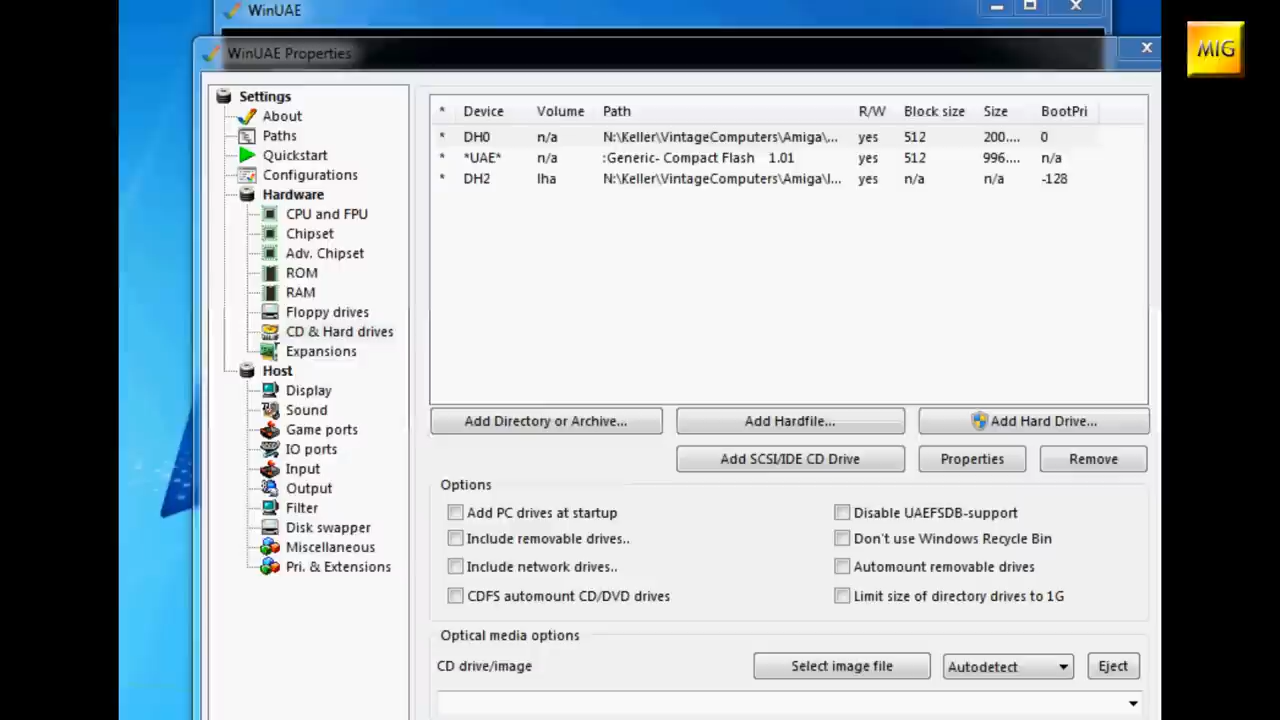 WinUAE
MIG
WinUAE Properties
Settings
About
Paths
Quickstart
Configurations
Hardware
CPU and FPU
Chipset
Adv. Chipset
ROM
RAM
Floppy drives
CD & Hard drives
Expansions
Host
Display
Sound
Game ports
IO ports
Input
Output
Filter
Disk swapper
Miscellaneous
Pri. & Extensions
* Device Volume Path R/W Block size Size BootPri
* DH0 n/a N:\Keller\VintageComputers\Amiga\... yes 512 200.... 0
* *UAE* n/a :Generic- Compact Flash 1.01 yes 512 996.... n/a
* DH2 lha N:\Keller\VintageComputers\Amiga\I... yes n/a n/a -128
Add Directory or Archive... Add Hardfile... Add Hard Drive...
Add SCSI/IDE CD Drive Properties Remove
Options
Add PC drives at startup Disable UAEFSDB-support
Include removable drives.. Don't use Windows Recycle Bin
Include network drives.. Automount removable drives
CDFS automount CD/DVD drives Limit size of directory drives to 1G
Optical media options
CD drive/image Select image file Autodetect Eject